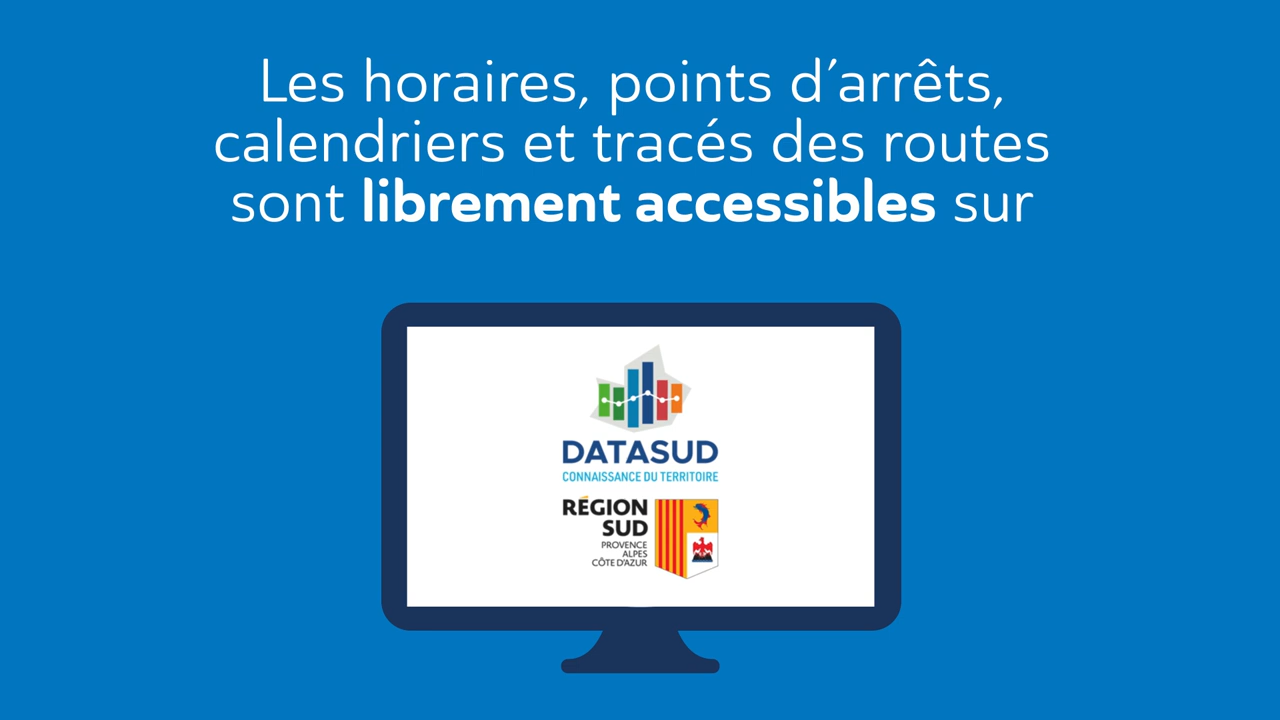 Les horaires, points d’arrêts,
calendriers et tracés des routes
sont librement accessibles sur
DATASUD
CONNAISSANCE DU TERRITOIRE
RÉGION
SUD
PROVENCE
ALPES
CÔTE D'AZUR